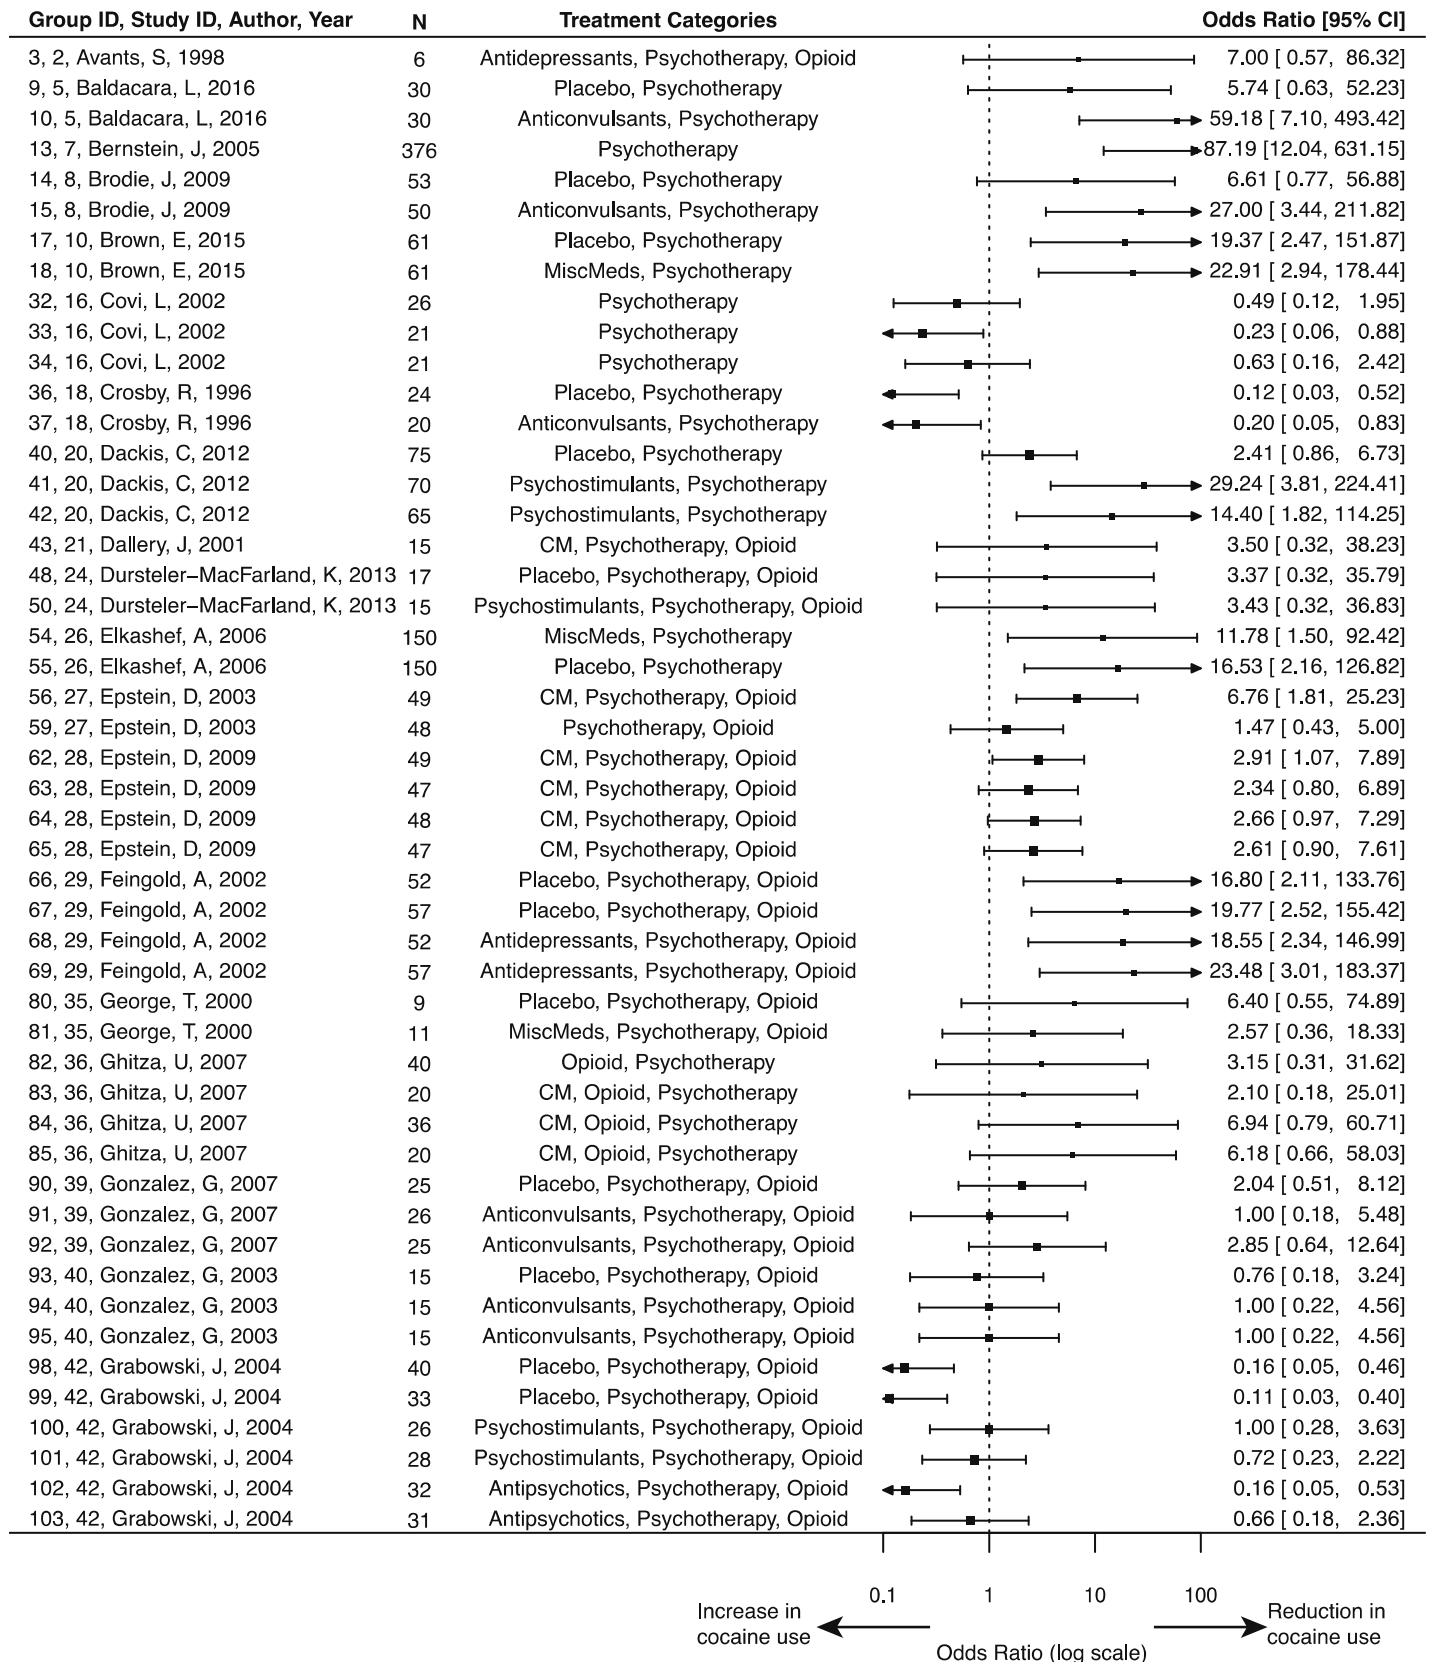 Group ID, Study ID, Author, Year N Treatment Categories Odds Ratio [95% CI]
3, 2, Avants, S, 1998 6 Antidepressants, Psychotherapy, Opioid 7.00 [ 0.57, 86.32]
9, 5, Baldacara, L, 2016 30 Placebo, Psychotherapy 5.74 [ 0.63, 52.23]
10, 5, Baldacara, L, 2016 30 Anticonvulsants, Psychotherapy 59.18 [ 7.10, 493.42]
13, 7, Bernstein, J, 2005 376 Psychotherapy 87.19 [12.04, 631.15]
14, 8, Brodie, J, 2009 53 Placebo, Psychotherapy 6.61 [ 0.77, 56.88]
15, 8, Brodie, J, 2009 50 Anticonvulsants, Psychotherapy 27.00 [ 3.44, 211.82]
17, 10, Brown, E, 2015 61 Placebo, Psychotherapy 19.37 [ 2.47, 151.87]
18, 10, Brown, E, 2015 61 MiscMeds, Psychotherapy 22.91 [ 2.94, 178.44]
32, 16, Covi, L, 2002 26 Psychotherapy 0.49 [ 0.12, 1.95]
33, 16, Covi, L, 2002 21 Psychotherapy 0.23 [ 0.06, 0.88]
34, 16, Covi, L, 2002 21 Psychotherapy 0.63 [ 0.16, 2.42]
36, 18, Crosby, R, 1996 24 Placebo, Psychotherapy 0.12 [ 0.03, 0.52]
37, 18, Crosby, R, 1996 20 Anticonvulsants, Psychotherapy 0.20 [ 0.05, 0.83]
40, 20, Dackis, C, 2012 75 Placebo, Psychotherapy 2.41 [ 0.86, 6.73]
41, 20, Dackis, C, 2012 70 Psychostimulants, Psychotherapy 29.24 [ 3.81, 224.41]
42, 20, Dackis, C, 2012 65 Psychostimulants, Psychotherapy 14.40 [ 1.82, 114.25]
43, 21, Dallery, J, 2001 15 CM, Psychotherapy, Opioid 3.50 [ 0.32, 38.23]
48, 24, Dursteler−MacFarland, K, 2013 17 Placebo, Psychotherapy, Opioid 3.37 [ 0.32, 35.79]
50, 24, Dursteler−MacFarland, K, 2013 15 Psychostimulants, Psychotherapy, Opioid 3.43 [ 0.32, 36.83]
54, 26, Elkashef, A, 2006 150 MiscMeds, Psychotherapy 11.78 [ 1.50, 92.42]
55, 26, Elkashef, A, 2006 150 Placebo, Psychotherapy 16.53 [ 2.16, 126.82]
56, 27, Epstein, D, 2003 49 CM, Psychotherapy, Opioid 6.76 [ 1.81, 25.23]
59, 27, Epstein, D, 2003 48 Psychotherapy, Opioid 1.47 [ 0.43, 5.00]
62, 28, Epstein, D, 2009 49 CM, Psychotherapy, Opioid 2.91 [ 1.07, 7.89]
63, 28, Epstein, D, 2009 47 CM, Psychotherapy, Opioid 2.34 [ 0.80, 6.89]
64, 28, Epstein, D, 2009 48 CM, Psychotherapy, Opioid 2.66 [ 0.97, 7.29]
65, 28, Epstein, D, 2009 47 CM, Psychotherapy, Opioid 2.61 [ 0.90, 7.61]
66, 29, Feingold, A, 2002 52 Placebo, Psychotherapy, Opioid 16.80 [ 2.11, 133.76]
67, 29, Feingold, A, 2002 57 Placebo, Psychotherapy, Opioid 19.77 [ 2.52, 155.42]
68, 29, Feingold, A, 2002 52 Antidepressants, Psychotherapy, Opioid 18.55 [ 2.34, 146.99]
69, 29, Feingold, A, 2002 57 Antidepressants, Psychotherapy, Opioid 23.48 [ 3.01, 183.37]
80, 35, George, T, 2000 9 Placebo, Psychotherapy, Opioid 6.40 [ 0.55, 74.89]
81, 35, George, T, 2000 11 MiscMeds, Psychotherapy, Opioid 2.57 [ 0.36, 18.33]
82, 36, Ghitza, U, 2007 40 Opioid, Psychotherapy 3.15 [ 0.31, 31.62]
83, 36, Ghitza, U, 2007 20 CM, Opioid, Psychotherapy 2.10 [ 0.18, 25.01]
84, 36, Ghitza, U, 2007 36 CM, Opioid, Psychotherapy 6.94 [ 0.79, 60.71]
85, 36, Ghitza, U, 2007 20 CM, Opioid, Psychotherapy 6.18 [ 0.66, 58.03]
90, 39, Gonzalez, G, 2007 25 Placebo, Psychotherapy, Opioid 2.04 [ 0.51, 8.12]
91, 39, Gonzalez, G, 2007 26 Anticonvulsants, Psychotherapy, Opioid 1.00 [ 0.18, 5.48]
92, 39, Gonzalez, G, 2007 25 Anticonvulsants, Psychotherapy, Opioid 2.85 [ 0.64, 12.64]
93, 40, Gonzalez, G, 2003 15 Placebo, Psychotherapy, Opioid 0.76 [ 0.18, 3.24]
94, 40, Gonzalez, G, 2003 15 Anticonvulsants, Psychotherapy, Opioid 1.00 [ 0.22, 4.56]
95, 40, Gonzalez, G, 2003 15 Anticonvulsants, Psychotherapy, Opioid 1.00 [ 0.22, 4.56]
98, 42, Grabowski, J, 2004 40 Placebo, Psychotherapy, Opioid 0.16 [ 0.05, 0.46]
99, 42, Grabowski, J, 2004 33 Placebo, Psychotherapy, Opioid 0.11 [ 0.03, 0.40]
100, 42, Grabowski, J, 2004 26 Psychostimulants, Psychotherapy, Opioid 1.00 [ 0.28, 3.63]
101, 42, Grabowski, J, 2004 28 Psychostimulants, Psychotherapy, Opioid 0.72 [ 0.23, 2.22]
102, 42, Grabowski, J, 2004 32 Antipsychotics, Psychotherapy, Opioid 0.16 [ 0.05, 0.53]
103, 42, Grabowski, J, 2004 31 Antipsychotics, Psychotherapy, Opioid 0.66 [ 0.18, 2.36]
0.1 1 10 100
Increase in
cocaine use
Reduction in
cocaine use
Odds Ratio (log scale)